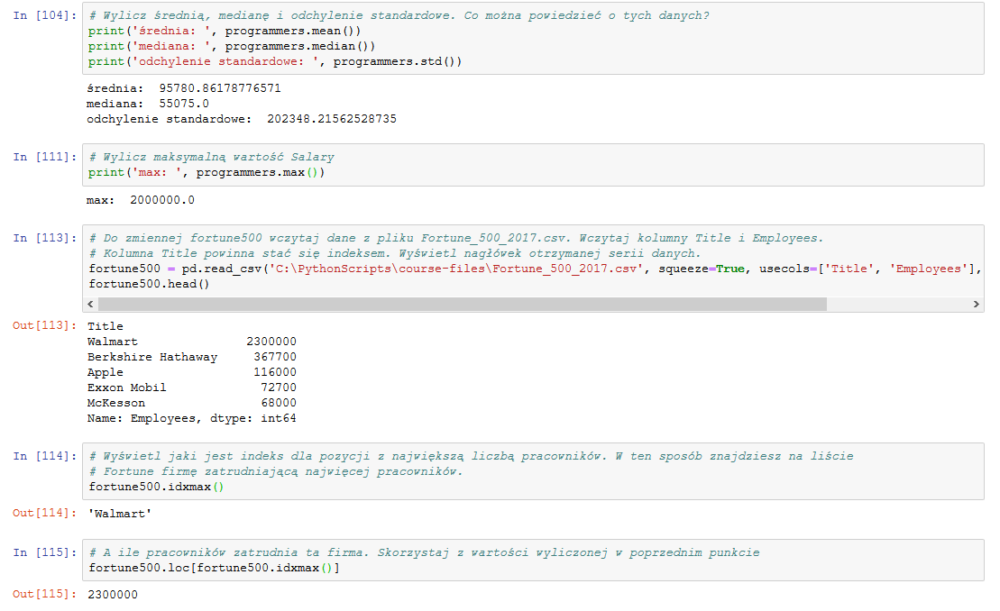 In [104]: # Wylicz średnią, medianę i odchylenie standardowe. Co można powiedzieć o tych danych?
print('średnia: ', programmers.mean())
print('mediana: ', programmers.median())
print('odchylenie standardowe: ', programmers.std())
średnia:  95780.86178776571
mediana:  55075.0
odchylenie standardowe:  202348.21562528735
In [111]: # Wylicz maksymalną wartość Salary
print('max: ', programmers.max())
max:  2000000.0
In [113]: # Do zmiennej fortune500 wczytaj dane z pliku Fortune_500_2017.csv. Wczytaj kolumny Title i Employees.
# Kolumna Title powinna stać się indeksem. Wyświetl nagłówek otrzymanej serii danych.
fortune500 = pd.read_csv('C:\PythonScripts\course-files\Fortune_500_2017.csv', squeeze=True, usecols=['Title', 'Employees'],
fortune500.head()
Out[113]: Title
Walmart 2300000
Berkshire Hathaway 367700
Apple 116000
Exxon Mobil 72700
McKesson 68000
Name: Employees, dtype: int64
In [114]: # Wyświetl jaki jest indeks dla pozycji z największą liczbą pracowników. W ten sposób znajdziesz na liście
# Fortune firmę zatrudniającą najwięcej pracowników.
fortune500.idxmax()
Out[114]: 'Walmart'
In [115]: # A ile pracowników zatrudnia ta firma. Skorzystaj z wartości wyliczonej w poprzednim punkcie
fortune500.loc[fortune500.idxmax()]
Out[115]: 2300000